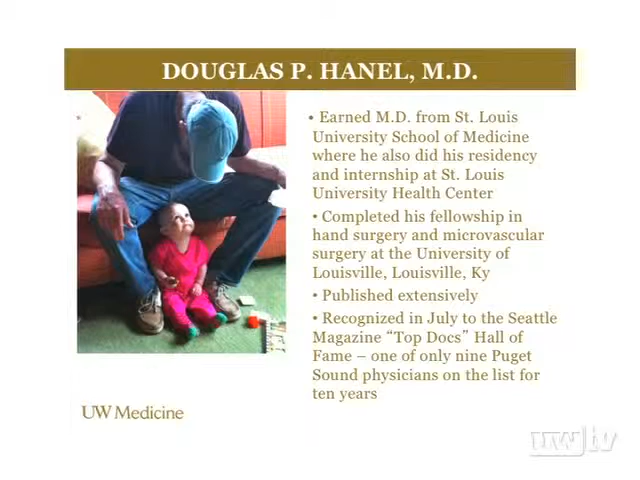 DOUGLAS P. HANEL, M.D.
• Earned M.D. from St. Louis
University School of Medicine
where he also did his residency
and internship at St. Louis
University Health Center
• Completed his fellowship in
hand surgery and microvascular
surgery at the University of
Louisville, Louisville, Ky
• Published extensively
• Recognized in July to the Seattle
Magazine “Top Docs” Hall of
Fame – one of only nine Puget
Sound physicians on the list for
ten years
UW Medicine
uwtv